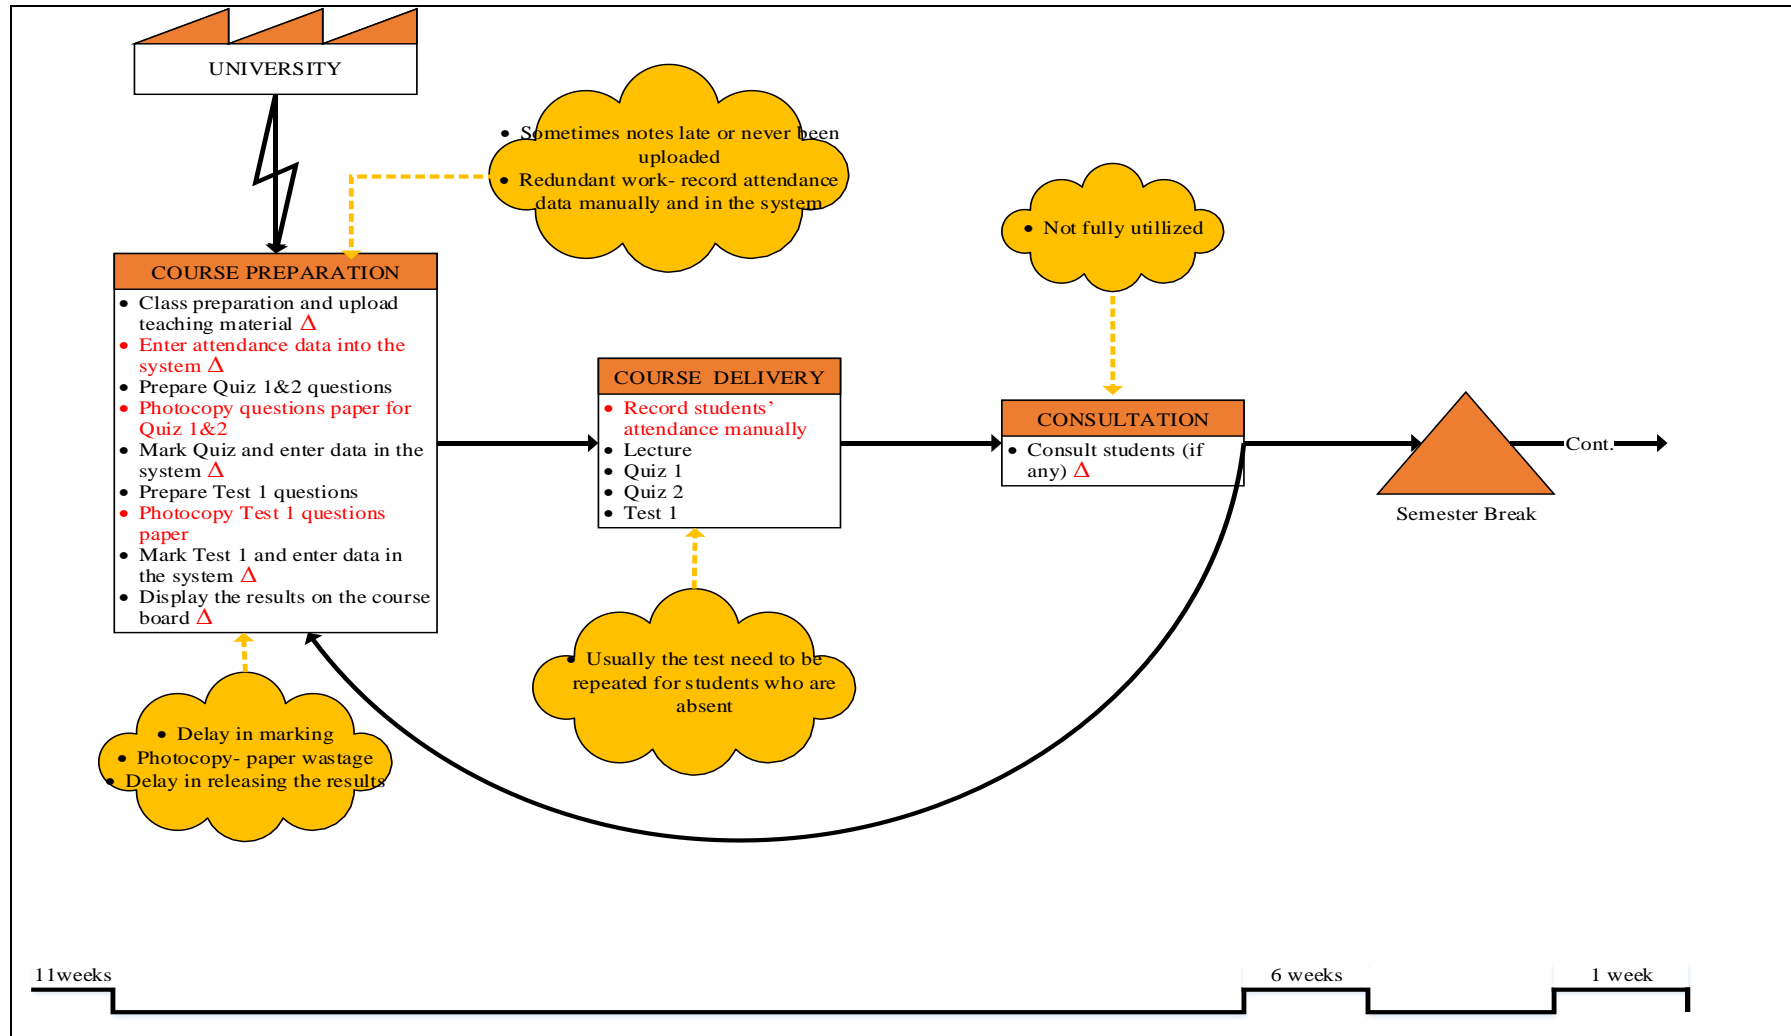 UNIVERSITY
• Sometimes notes late or never been
uploaded
• Redundant work- record attendance
data manually and in the system
• Not fully utillized
COURSE PREPARATION
• Class preparation and upload
teaching material Δ
• Enter attendance data into the
system Δ
• Prepare Quiz 1&2 questions
• Photocopy questions paper for
Quiz 1&2
• Mark Quiz and enter data in the
system Δ
• Prepare Test 1 questions
• Photocopy Test 1 questions
paper
• Mark Test 1 and enter data in
the system Δ
• Display the results on the course
board Δ
COURSE DELIVERY
• Record students’
attendance manually
• Lecture
• Quiz 1
• Quiz 2
• Test 1
CONSULTATION
• Consult students (if
any) Δ
Cont.
Semester Break
• Usually the test need to be
repeated for students who are
absent
• Delay in marking
• Photocopy- paper wastage
• Delay in releasing the results
11weeks
6 weeks
1 week